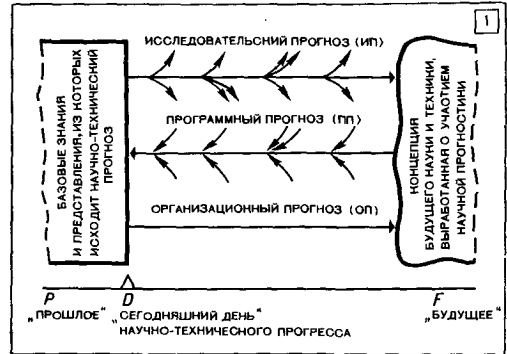 1
ИССЛЕДОВАТЕЛЬСКИЙ ПРОГНОЗ (ИП)
БАЗОВЫЕ ЗНАНИЯ
И ПРЕДСТАВЛЕНИЯ, ИЗ КОТОРЫХ
ИСХОДИТ НАУЧНО-ТЕХНИЧЕСКИЙ
ПРОГНОЗ
ПРОГРАММНЫЙ ПРОГНОЗ (ПП)
ОРГАНИЗАЦИОННЫЙ ПРОГНОЗ (ОП)
КОНЦЕПЦИЯ
БУДУЩЕГО НАУКИ И ТЕХНИКИ,
ВЫРАБОТАННАЯ С УЧАСТИЕМ
НАУЧНОЙ ПРОГНОСТИКИ
P D F
„ПРОШЛОЕ" „СЕГОДНЯШНИЙ ДЕНЬ" „БУДУЩЕЕ"
НАУЧНО-ТЕХНИЧЕСКОГО ПРОГРЕССА